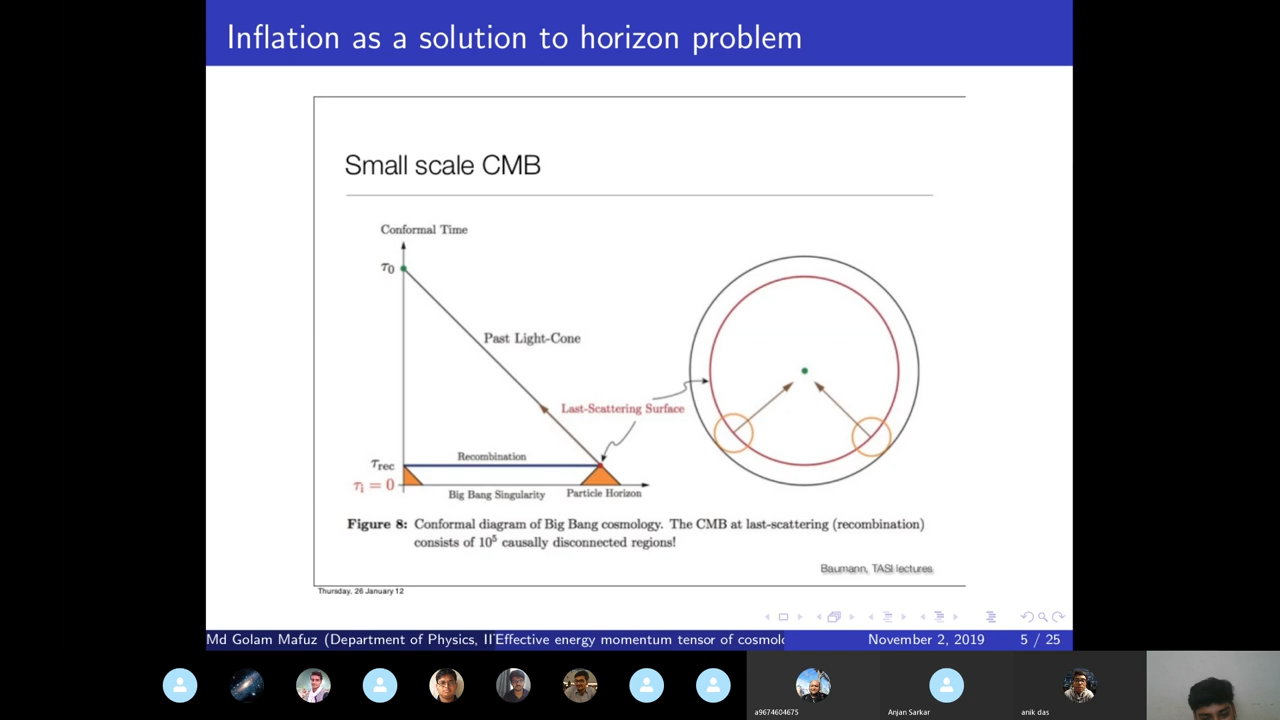 Inflation as a solution to horizon problem
Small scale CMB
Conformal Time
τ0
Past Light-Cone
Last-Scattering Surface
τrec
Recombination
τi = 0
Big Bang Singularity
Particle Horizon
Figure 8: Conformal diagram of Big Bang cosmology. The CMB at last-scattering (recombination)
consists of 10⁵ causally disconnected regions!
Baumann, TASI lectures
Thursday, 26 January 12
Md Golam Mafuz (Department of Physics, II
Effective energy momentum tensor of cosmol
November 2, 2019
5 / 25
a9674604675
Anjan Sarkar
anik das